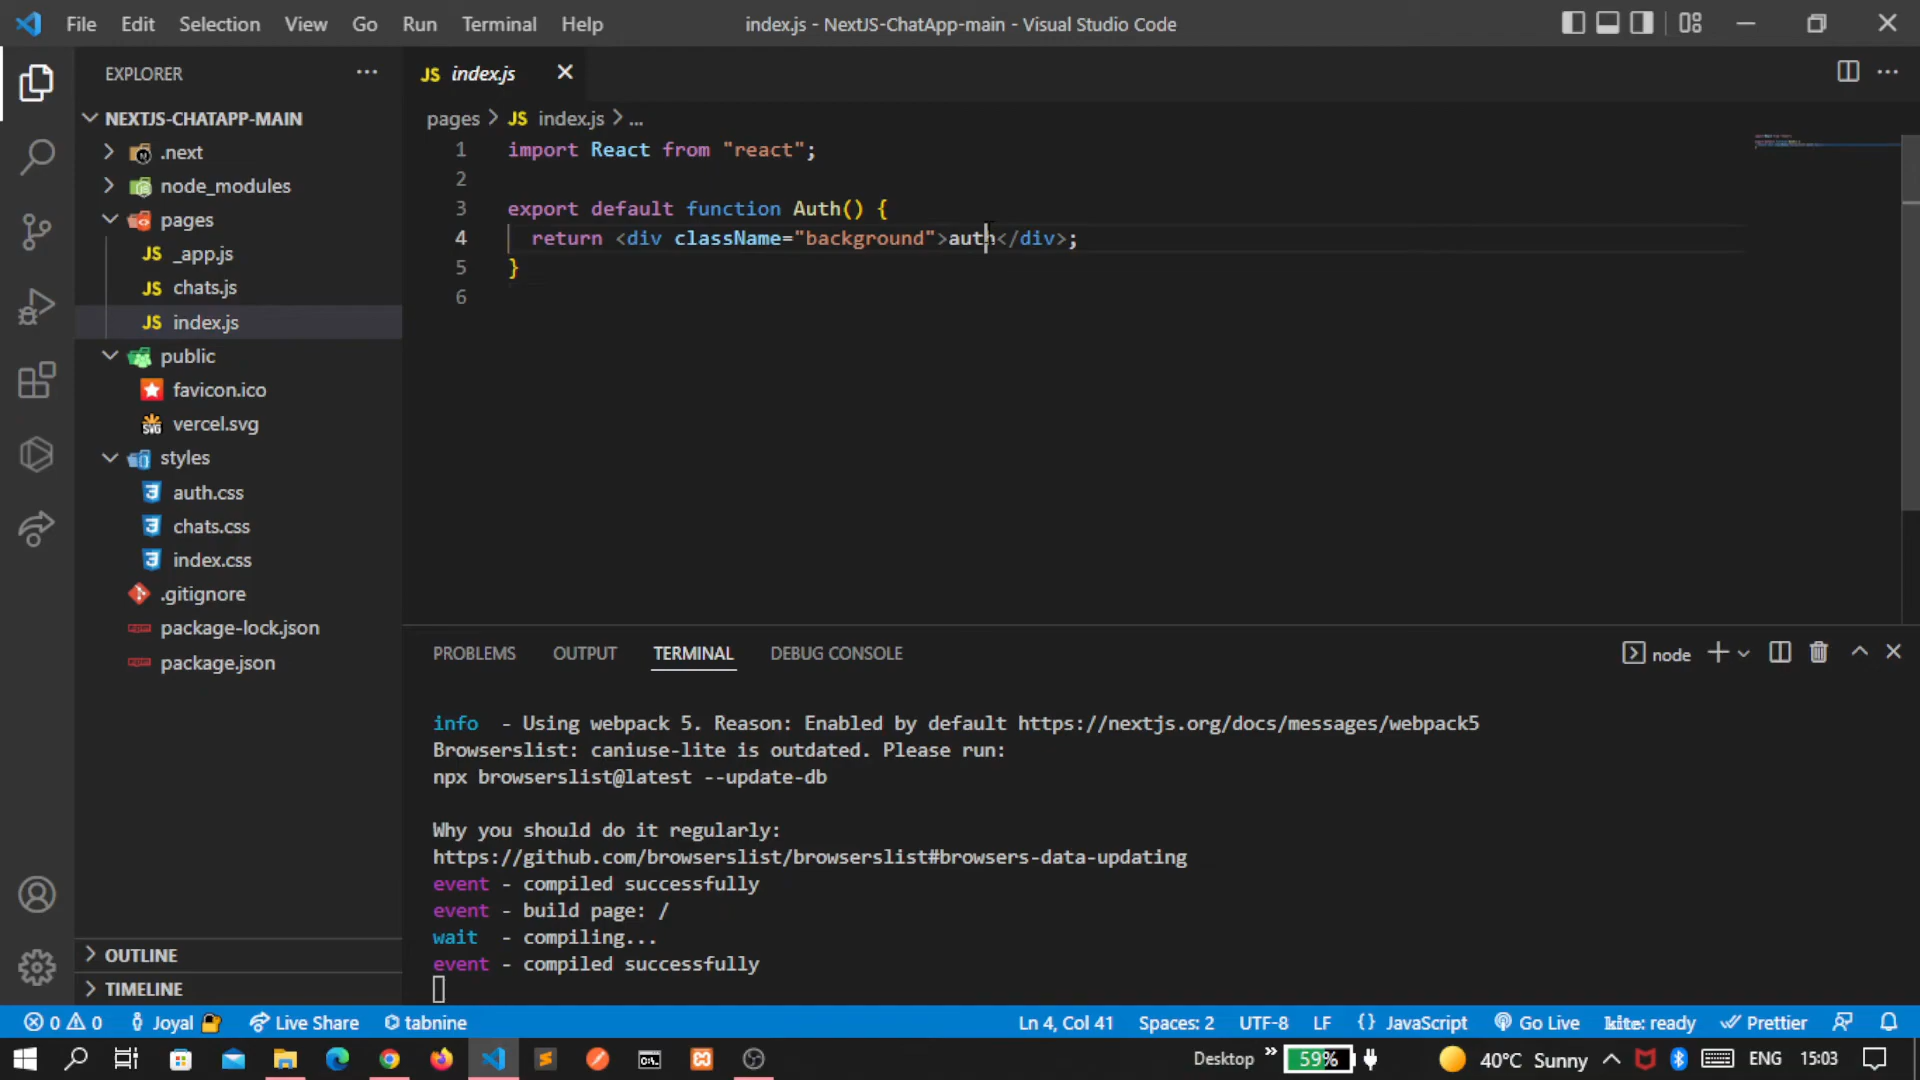 File Edit Selection View Go Run Terminal Help index.js - NextJS-ChatApp-main - Visual Studio Code
EXPLORER
JS index.js
NEXTJS-CHATAPP-MAIN
.next
node_modules
pages
JS _app.js
JS chats.js
JS index.js
public
favicon.ico
vercel.svg
styles
auth.css
chats.css
index.css
.gitignore
package-lock.json
package.json
OUTLINE
TIMELINE
pages > JS index.js > ...
1 import React from "react";
2
3 export default function Auth() {
4 return <div className="background">auth</div>;
5 }
6
PROBLEMS OUTPUT TERMINAL DEBUG CONSOLE node
info - Using webpack 5. Reason: Enabled by default https://nextjs.org/docs/messages/webpack5
Browserslist: caniuse-lite is outdated. Please run:
npx browserslist@latest --update-db
Why you should do it regularly:
https://github.com/browserslist/browserslist#browsers-data-updating
event - compiled successfully
event - build page: /
wait - compiling...
event - compiled successfully
0 0 Joyal Live Share tabnine Ln 4, Col 41 Spaces: 2 UTF-8 LF {} JavaScript Go Live kite: ready Prettier
Desktop 59% 40°C Sunny ENG 15:03